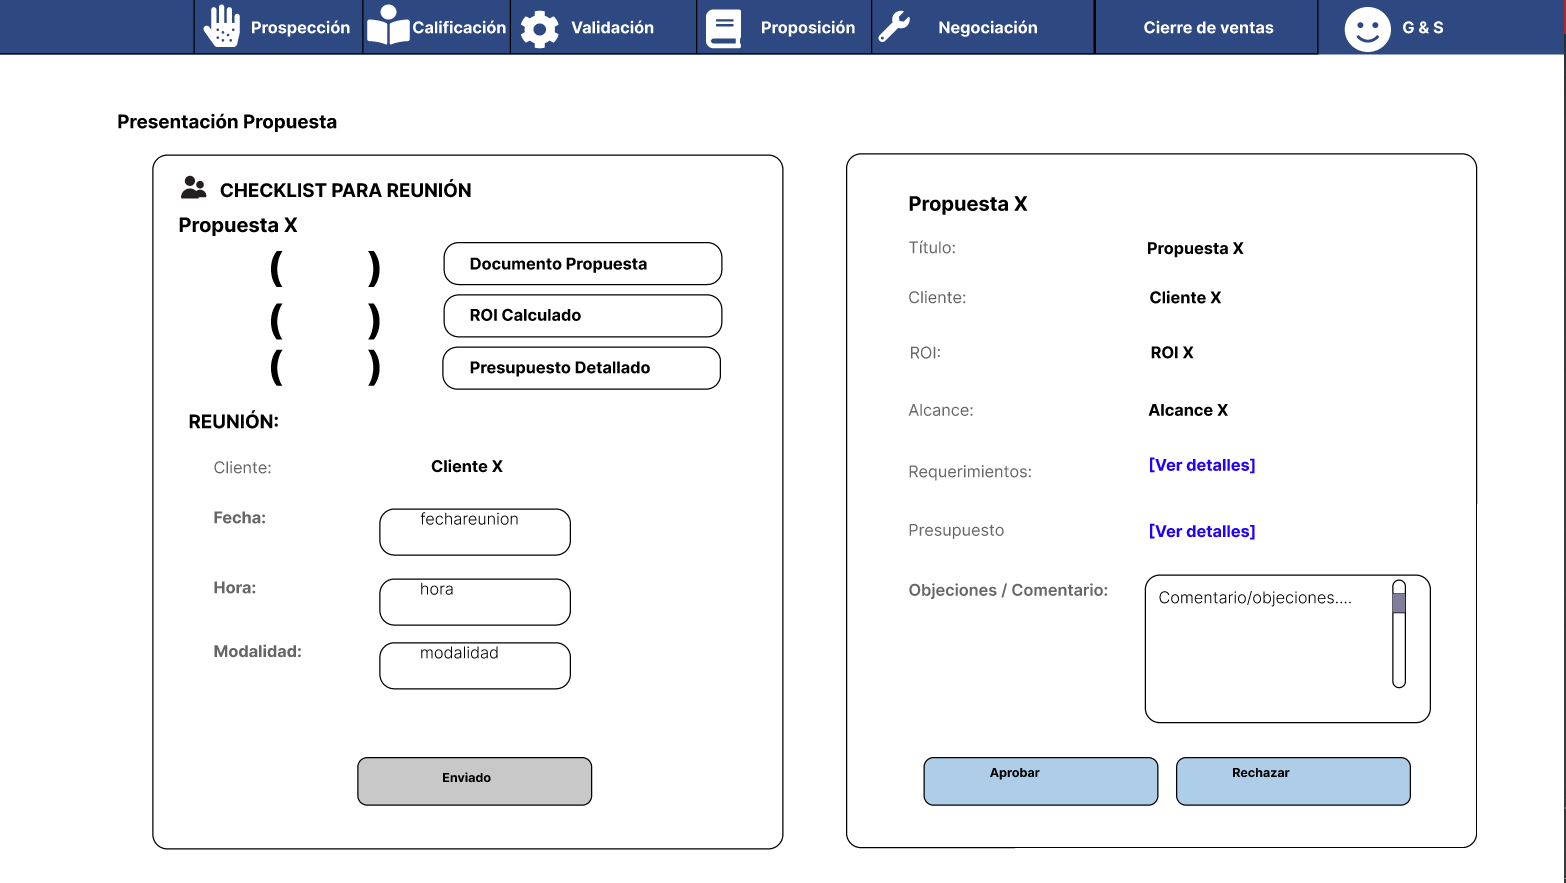 Prospección Calificación Validación Proposición Negociación Cierre de ventas G & S
Presentación Propuesta
CHECKLIST PARA REUNIÓN
Propuesta X
( ) Documento Propuesta
( ) ROI Calculado
( ) Presupuesto Detallado
REUNIÓN:
Cliente: Cliente X
Fecha: fechareunion
Hora: hora
Modalidad: modalidad
Enviado
Propuesta X
Título: Propuesta X
Cliente: Cliente X
ROI: ROI X
Alcance: Alcance X
Requerimientos: [Ver detalles]
Presupuesto [Ver detalles]
Objeciones / Comentario: Comentario/objeciones....
Aprobar Rechazar